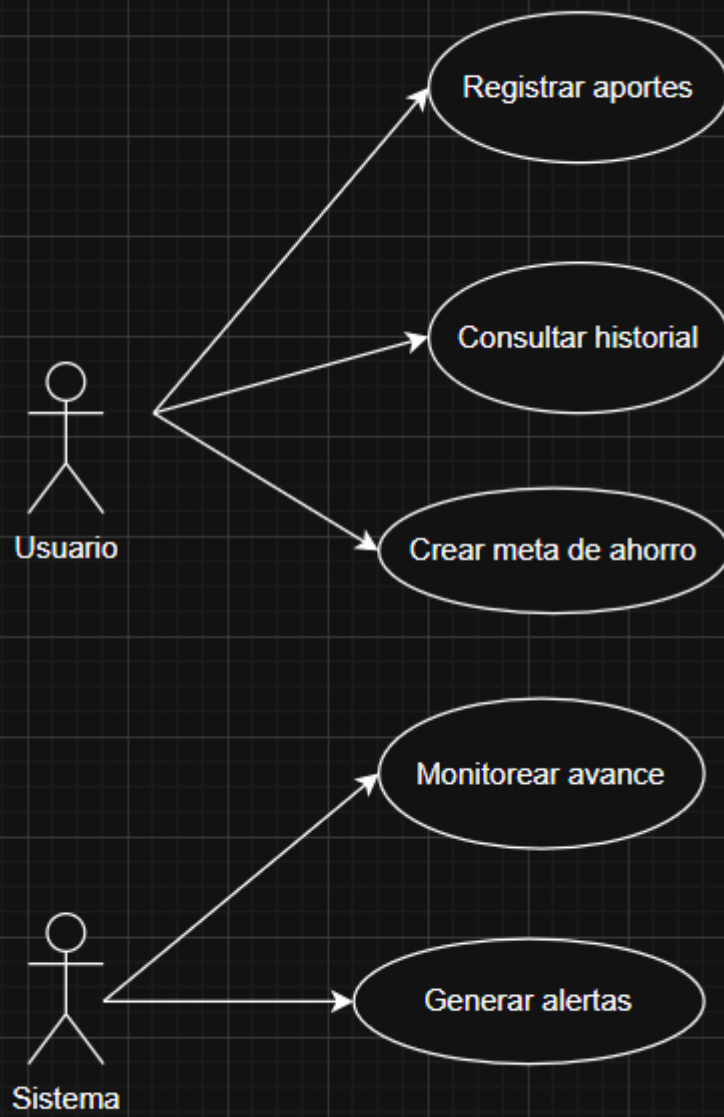 Registrar aportes
Consultar historial
Usuario
Crear meta de ahorro
Monitorear avance
Generar alertas
Sistema